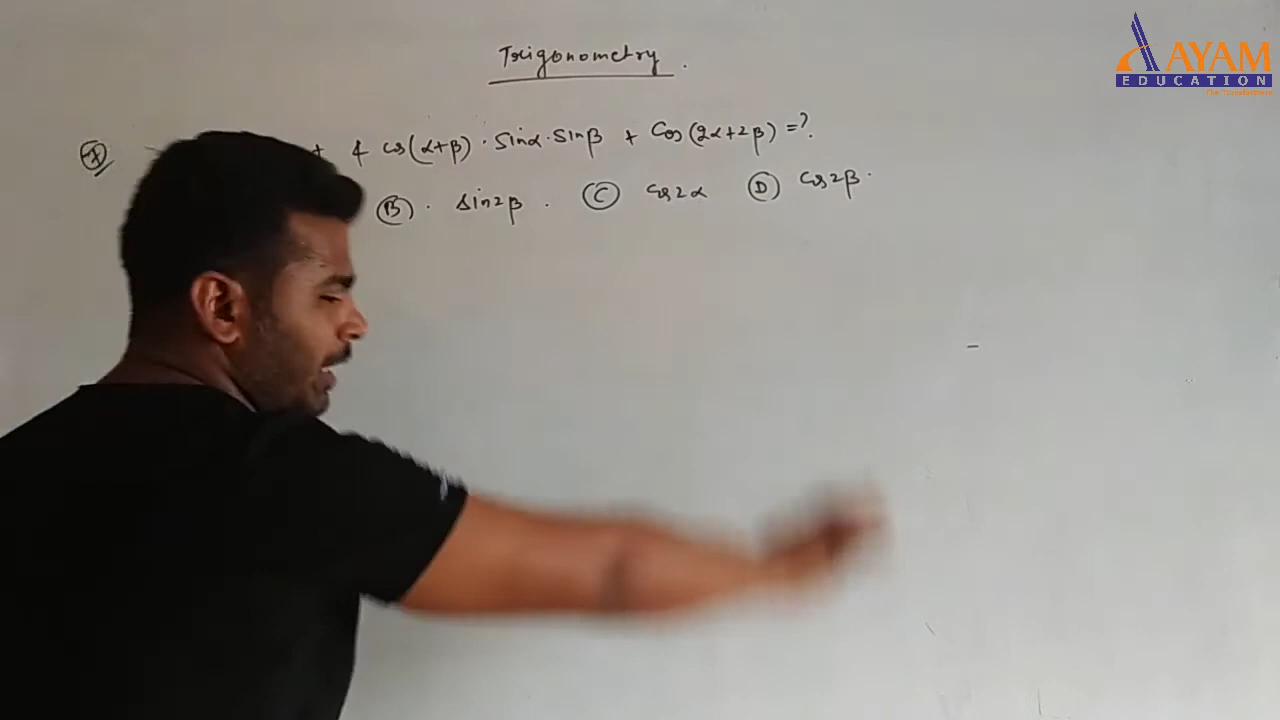 AYAM
EDUCATION
Trigonometry.
+ 4 cos(α+β)·Sinα·Sinβ + Cos(2α+2β) =?.
(B) · Sin2β · (C) Cos2α (D) Cos2β·